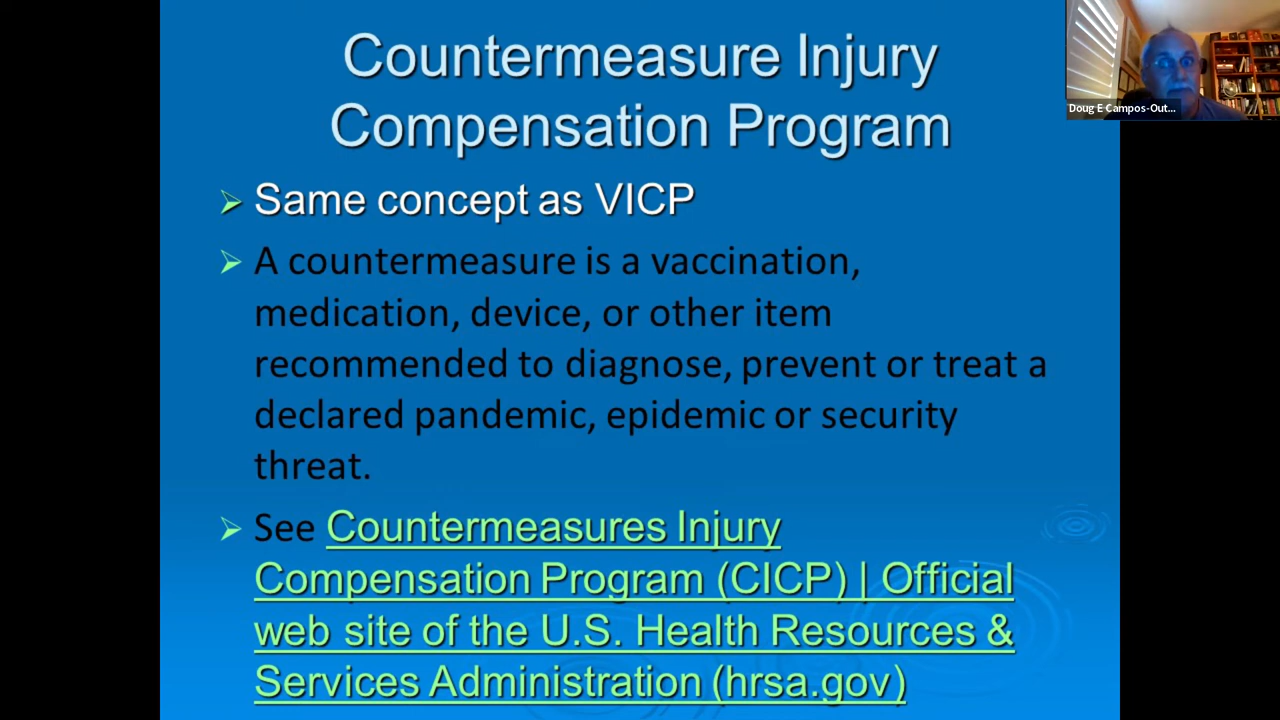 Countermeasure Injury
Compensation Program
Same concept as VICP
A countermeasure is a vaccination,
medication, device, or other item
recommended to diagnose, prevent or treat a
declared pandemic, epidemic or security
threat.
See Countermeasures Injury
Compensation Program (CICP) | Official
web site of the U.S. Health Resources &
Services Administration (hrsa.gov)
Doug E Campos-Out...